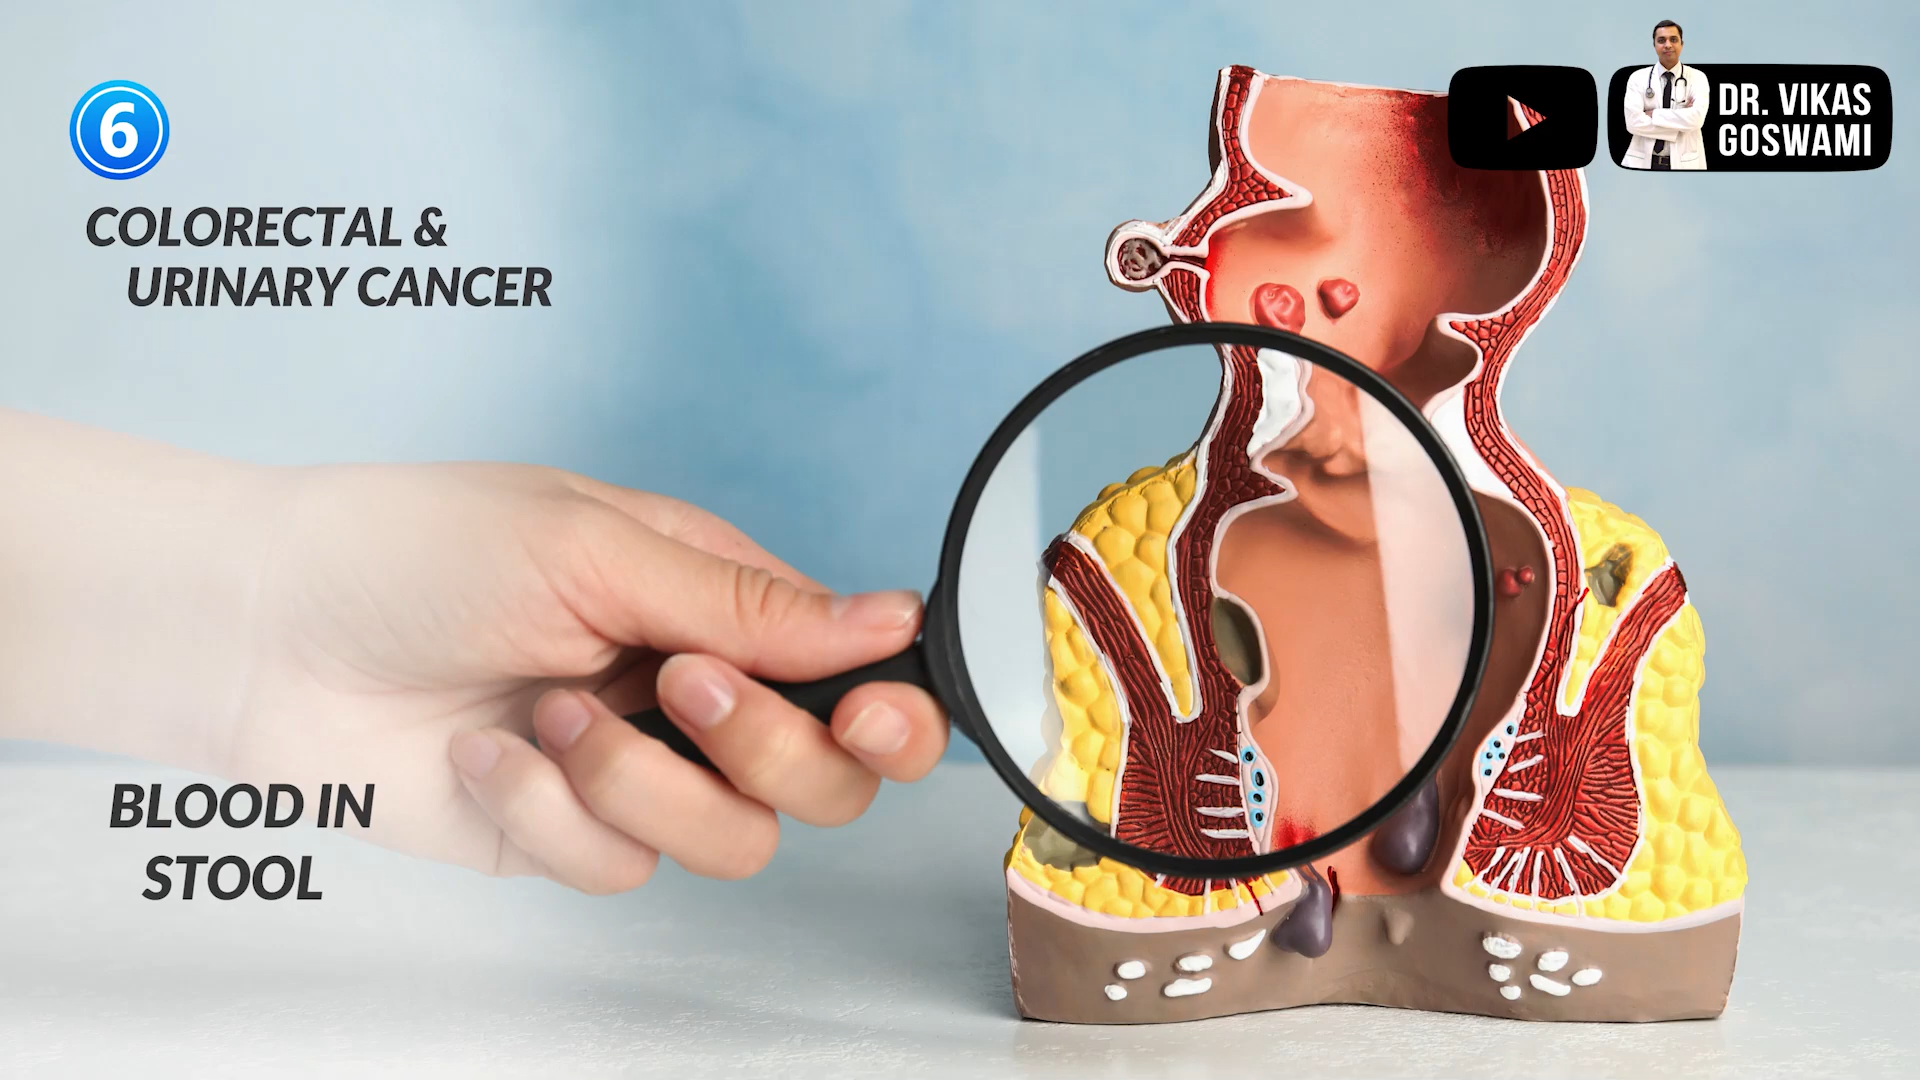 6
COLORECTAL &
URINARY CANCER
DR. VIKAS
GOSWAMI
BLOOD IN
STOOL